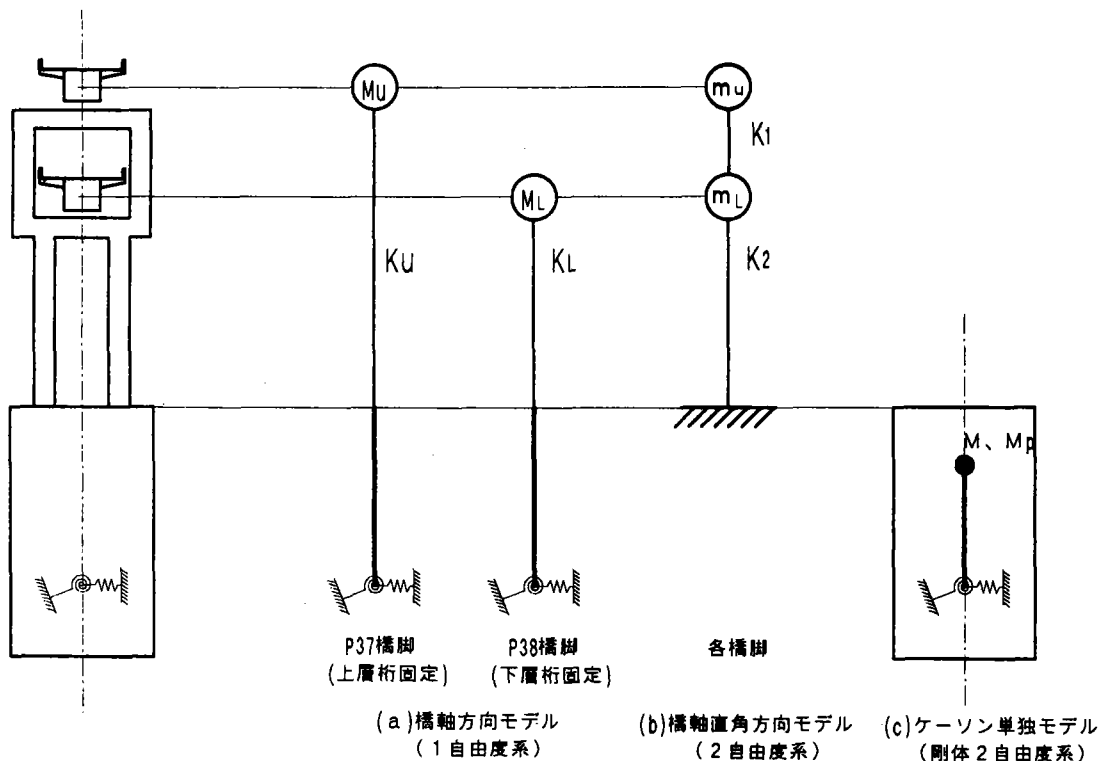 Mu
mu
K1
ML
mL
Ku
KL
K2
M、Mp
P37橋脚
(上層桁固定)
P38橋脚
(下層桁固定)
各橋脚
(a)橋軸方向モデル
(1自由度系)
(b)橋軸直角方向モデル
(2自由度系)
(c)ケーソン単独モデル
(剛体2自由度系)